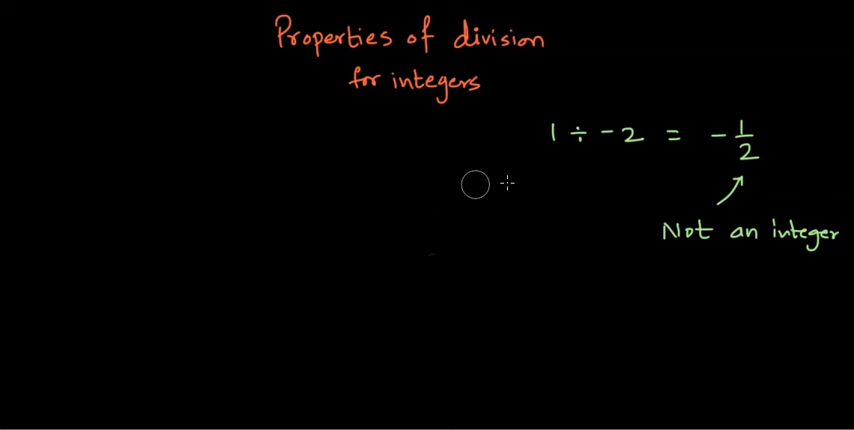 Properties of division
for integers
1 ÷ -2 = -1/2
Not an integer